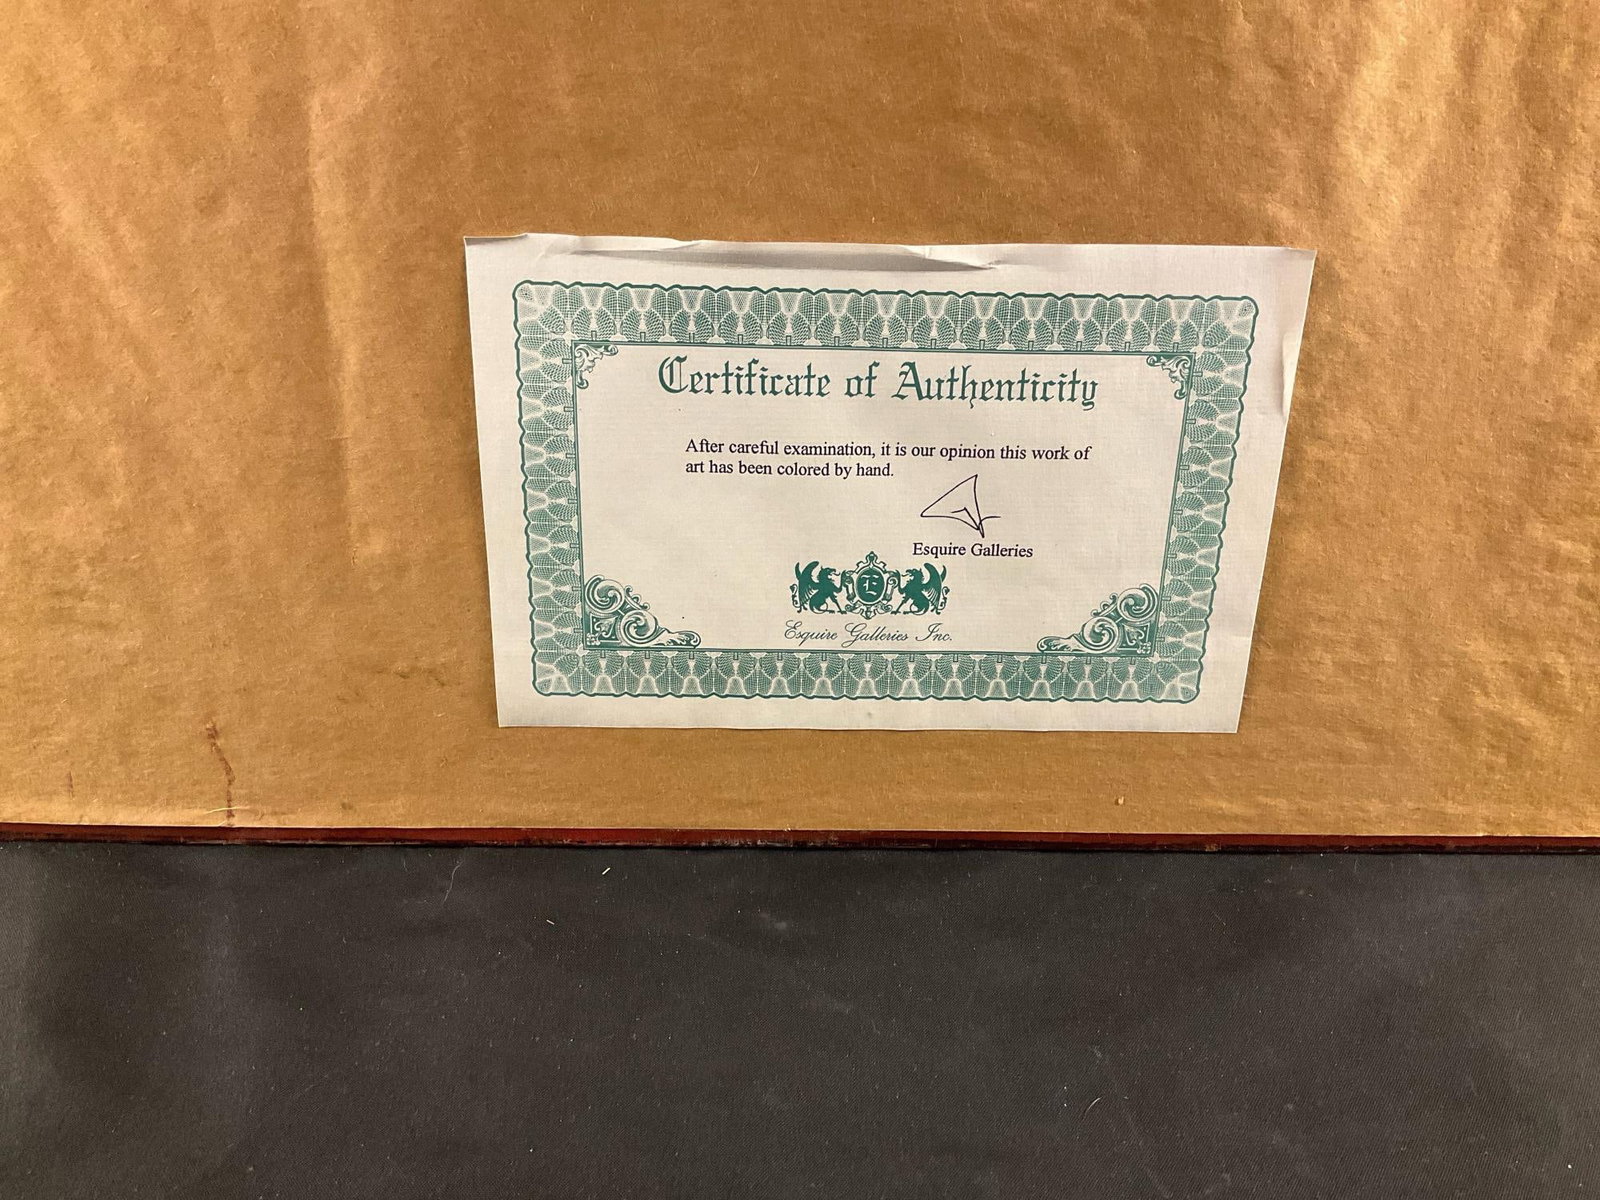 Certificate of Authenticity
After careful examination, it is our opinion this work of
art has been colored by hand.
Esquire Galleries
E
Esquire Galleries Inc.